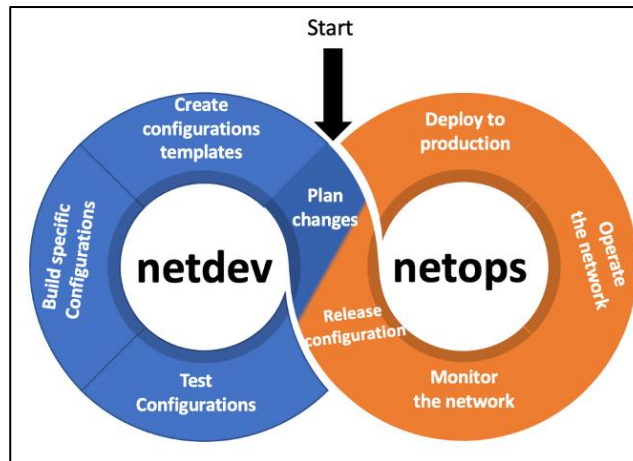 Start
Create
configurations
templates
Plan
changes
Build specific
Configurations
netdev
Test
Configurations
Release
configuration
Deploy to
production
netops
Operate
the network
Monitor
the network